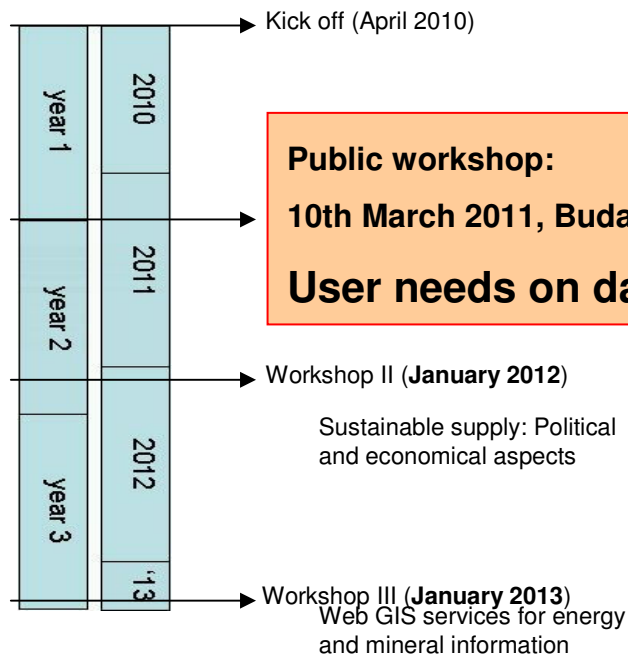 Kick off (April 2010)
year 1
2010
Public workshop:
10th March 2011,
User needs on
2011
year 2
Workshop II (January 2012)
Sustainable supply: Political
and economical aspects
2012
year 3
'13
Workshop III (January 2013)
Web GIS services for energy
and mineral information